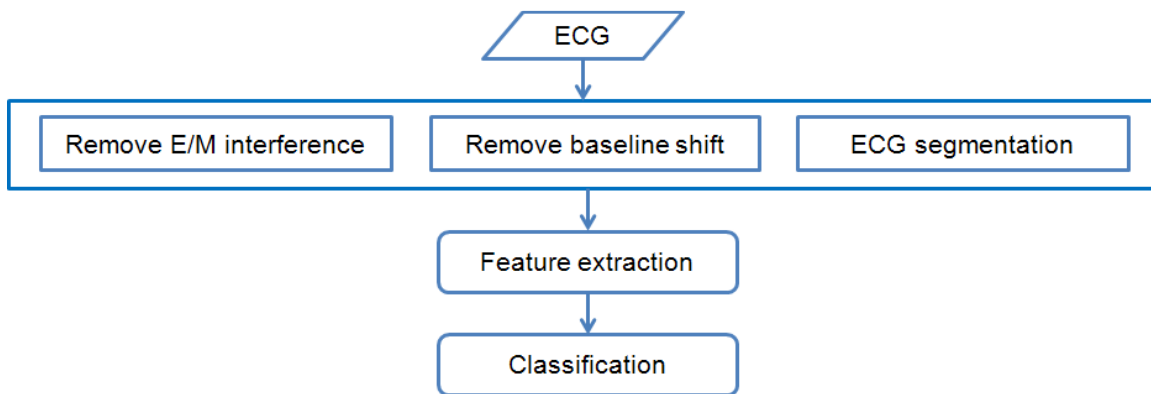 ECG
Remove E/M interference
Remove baseline shift
ECG segmentation
Feature extraction
Classification